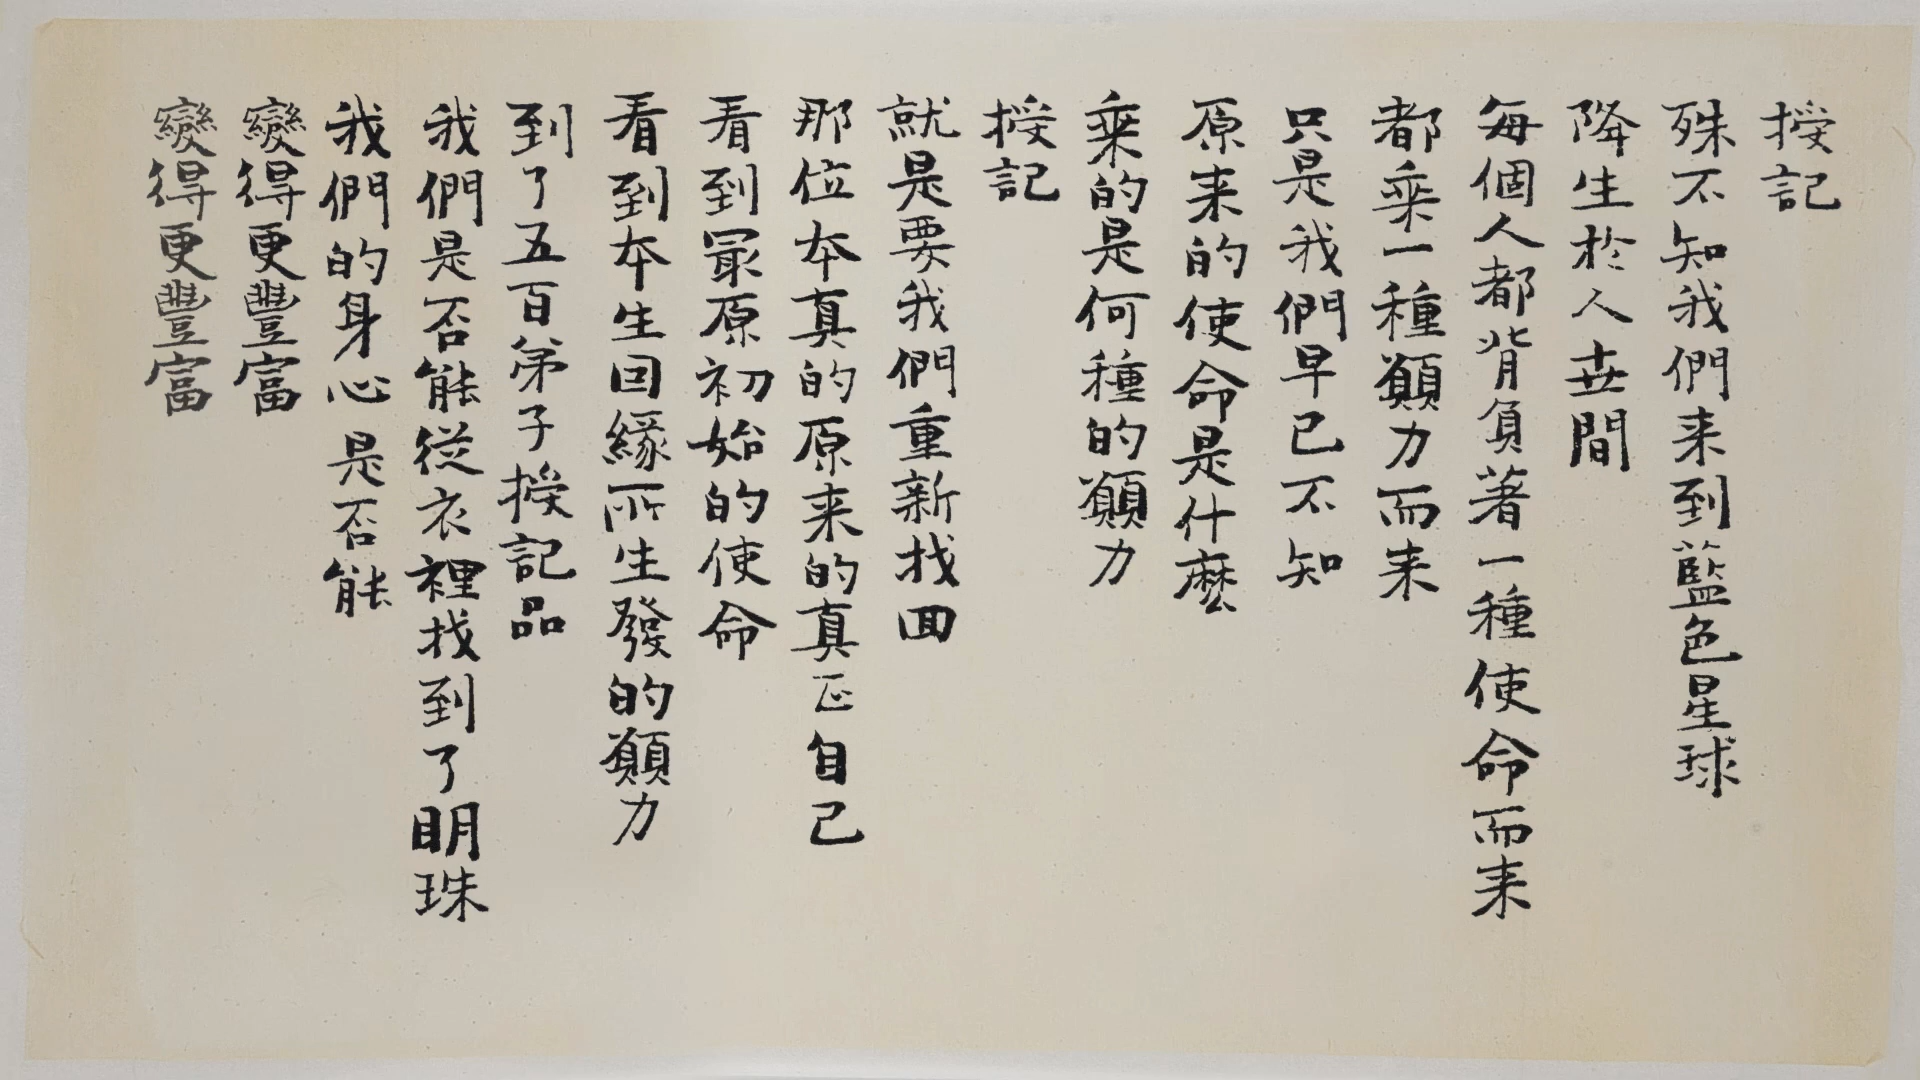 授記
殊不知我們来到藍色星球
降生於人世間
每個人都背負著一種使命而来
都乘一種願力而来
只是我們早已不知
原来的使命是什麼
乘的是何種的願力
授記
就是要我們重新找回
那位本真的原来的真正自己
看到最原初始的使命
看到本生因緣所生發的願力
到了五百弟子授記品
我們是否能從衣裡找到了明珠
我們的身心是否能
變得更豐富
變得更豐富